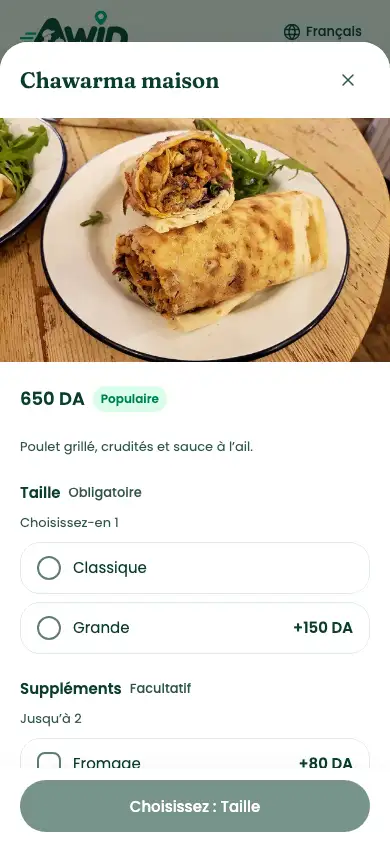 Awin
Français
Chawarma maison
650 DA Populaire
Poulet grillé, crudités et sauce à l’ail.
Taille Obligatoire
Choisissez-en 1
Classique
Grande +150 DA
Suppléments Facultatif
Jusqu’à 2
Fromage +80 DA
Choisissez : Taille